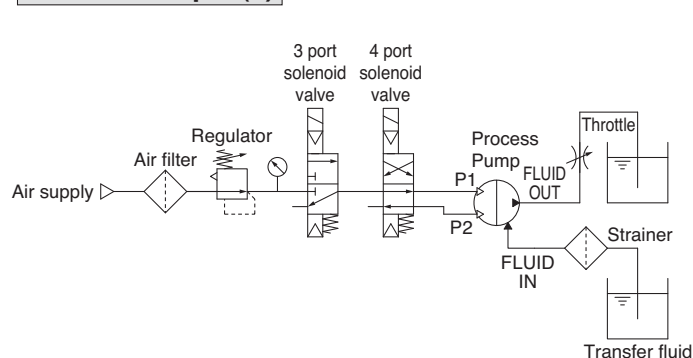 3 port
solenoid
valve
4 port
solenoid
valve
Regulator
Air filter
Air supply
Process
Pump
P1
P2
FLUID
OUT
Throttle
FLUID
IN
Strainer
Transfer fluid